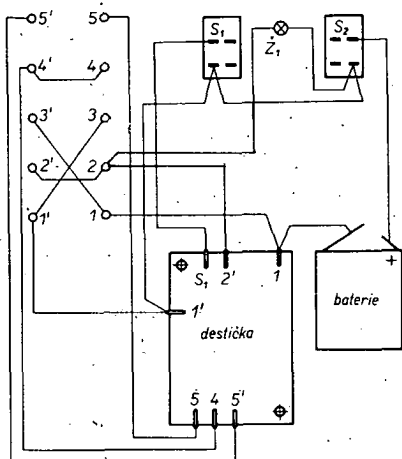 5' 5 S₁ Ž₁ S₂
4' 4
3' 3
2' 2
1' 1
S₁ 2' 1 +
1' baterie
destička
5 4 5'